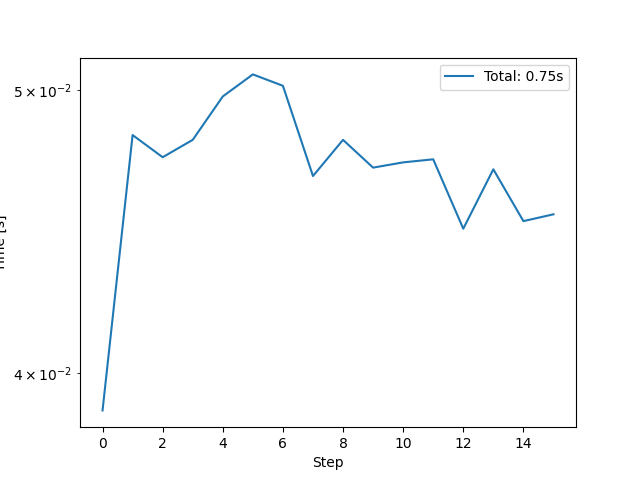 Total: 0.75s
5 × 10⁻²
4 × 10⁻²
Time [s]
0 2 4 6 8 10 12 14
Step